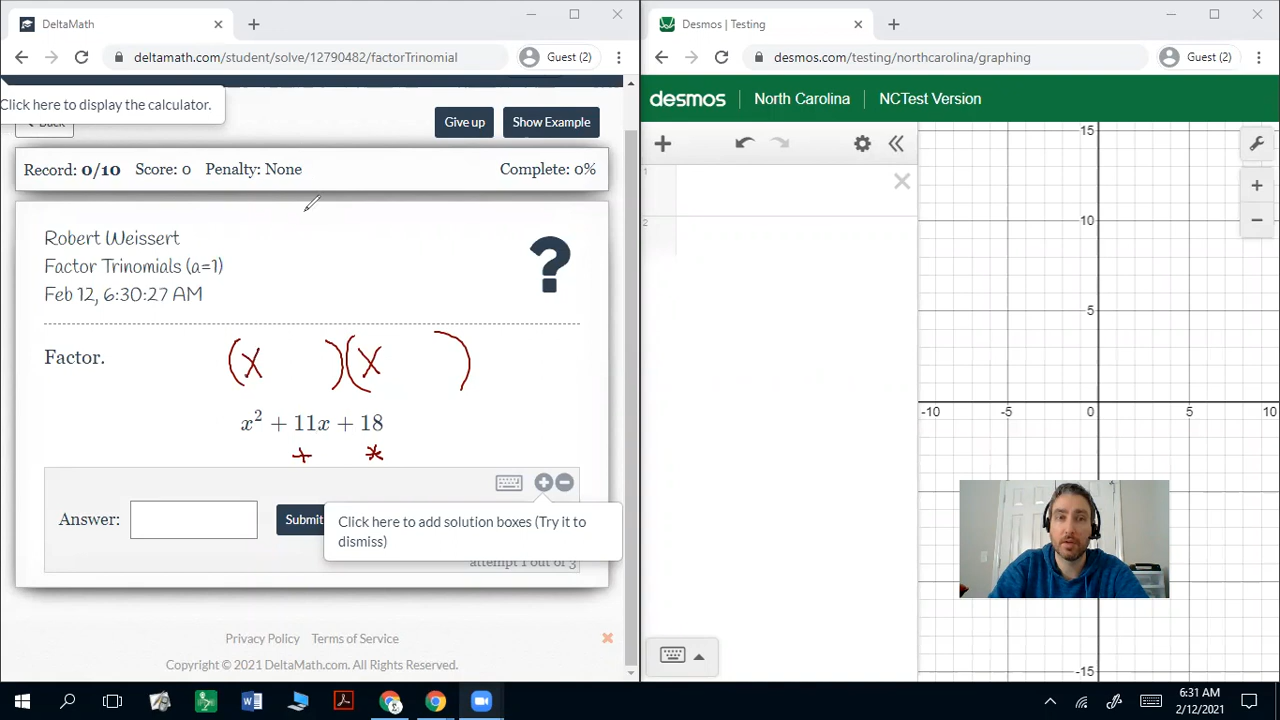 DeltaMath
deltamath.com/student/solve/12790482/factorTrinomial
Guest (2)
Click here to display the calculator.
Back
Give up
Show Example
Record: 0/10 Score: 0 Penalty: None Complete: 0%
Robert Weissert
Factor Trinomials (a=1)
Feb 12, 6:30:27 AM
?
Factor.
(x )(x )
x² + 11x + 18
+ *
Answer:
Submit
Click here to add solution boxes (Try it to
dismiss)
attempt 1 out of 3
Privacy Policy Terms of Service
Copyright © 2021 DeltaMath.com. All Rights Reserved.
Desmos | Testing
desmos.com/testing/northcarolina/graphing
Guest (2)
desmos North Carolina NCTest Version
1
2
15
10
5
-10 -5 0 5 10
-15
6:31 AM
2/12/2021